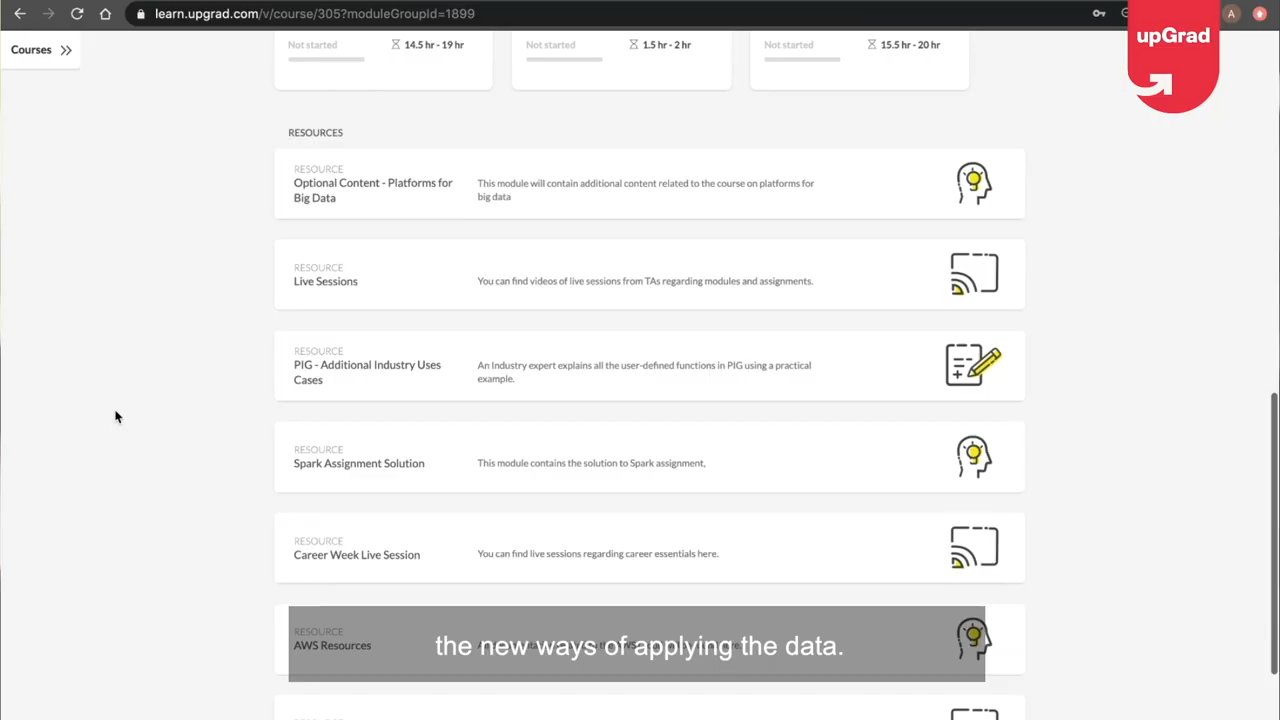 learn.upgrad.com/v/course/305?moduleGroupId=1899
A
upGrad
Courses
Not started 14.5 hr - 19 hr
Not started 1.5 hr - 2 hr
Not started 15.5 hr - 20 hr
RESOURCES
RESOURCE
Optional Content - Platforms for
Big Data
This module will contain additional content related to the course on platforms for
big data
RESOURCE
Live Sessions
You can find videos of live sessions from TAs regarding modules and assignments.
RESOURCE
PIG - Additional Industry Uses
Cases
An Industry expert explains all the user-defined functions in PIG using a practical
example.
RESOURCE
Spark Assignment Solution
This module contains the solution to Spark assignment,
RESOURCE
Career Week Live Session
You can find live sessions regarding career essentials here.
RESOURCE
AWS Resources
the new ways of applying the data.